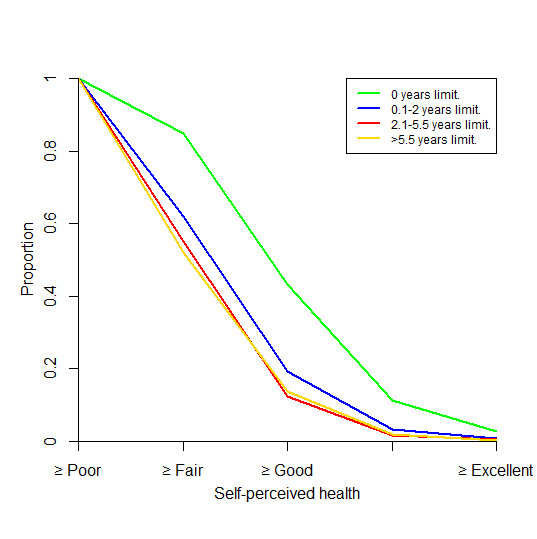 0 years limit.
0.1-2 years limit.
2.1-5.5 years limit.
>5.5 years limit.
1
0.8
0.6
0.4
0.2
0
Proportion
≥ Poor ≥ Fair ≥ Good ≥ Excellent
Self-perceived health